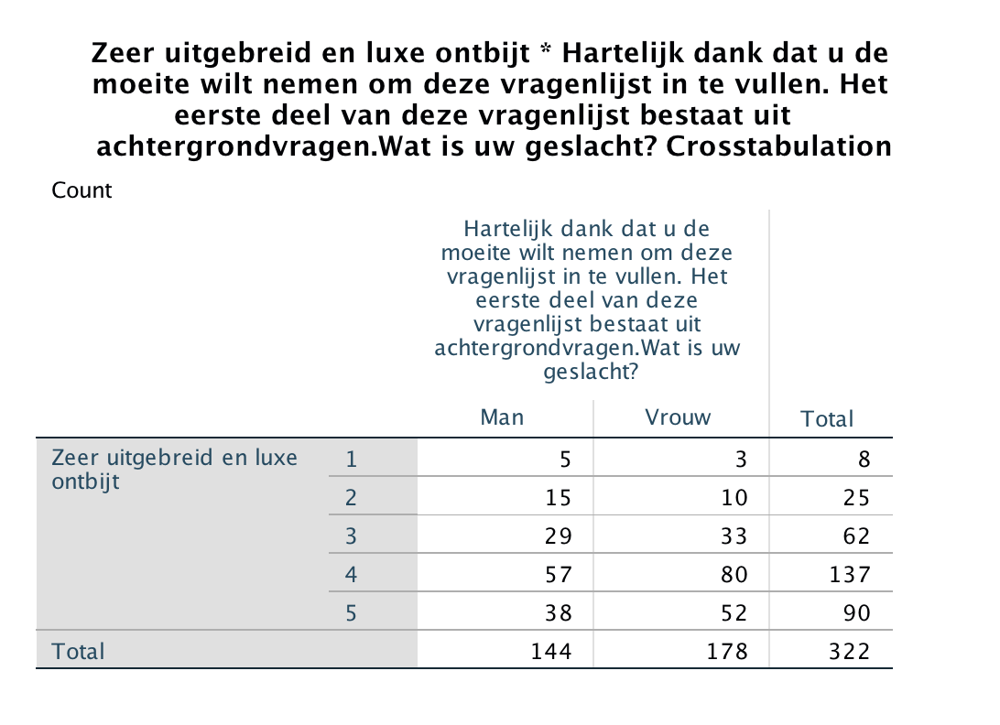 Zeer uitgebreid en luxe ontbijt * Hartelijk dank dat u de
moeite wilt nemen om deze vragenlijst in te vullen. Het
eerste deel van deze vragenlijst bestaat uit
achtergrondvragen.Wat is uw geslacht? Crosstabulation
Count
Hartelijk dank dat u de
moeite wilt nemen om deze
vragenlijst in te vullen. Het
eerste deel van deze
vragenlijst bestaat uit
achtergrondvragen.Wat is uw
geslacht?
Man Vrouw Total
Zeer uitgebreid en luxe
ontbijt
1 5 3 8
2 15 10 25
3 29 33 62
4 57 80 137
5 38 52 90
Total 144 178 322